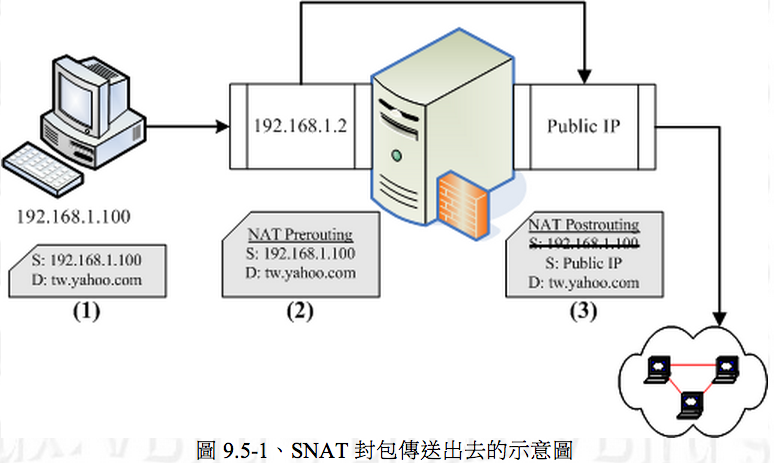 192.168.1.2
Public IP
192.168.1.100
S: 192.168.1.100
D: tw.yahoo.com
(1)
NAT Prerouting
S: 192.168.1.100
D: tw.yahoo.com
(2)
NAT Postrouting
S: 192.168.1.100
S: Public IP
D: tw.yahoo.com
(3)
圖 9.5-1、SNAT 封包傳送出去的示意圖